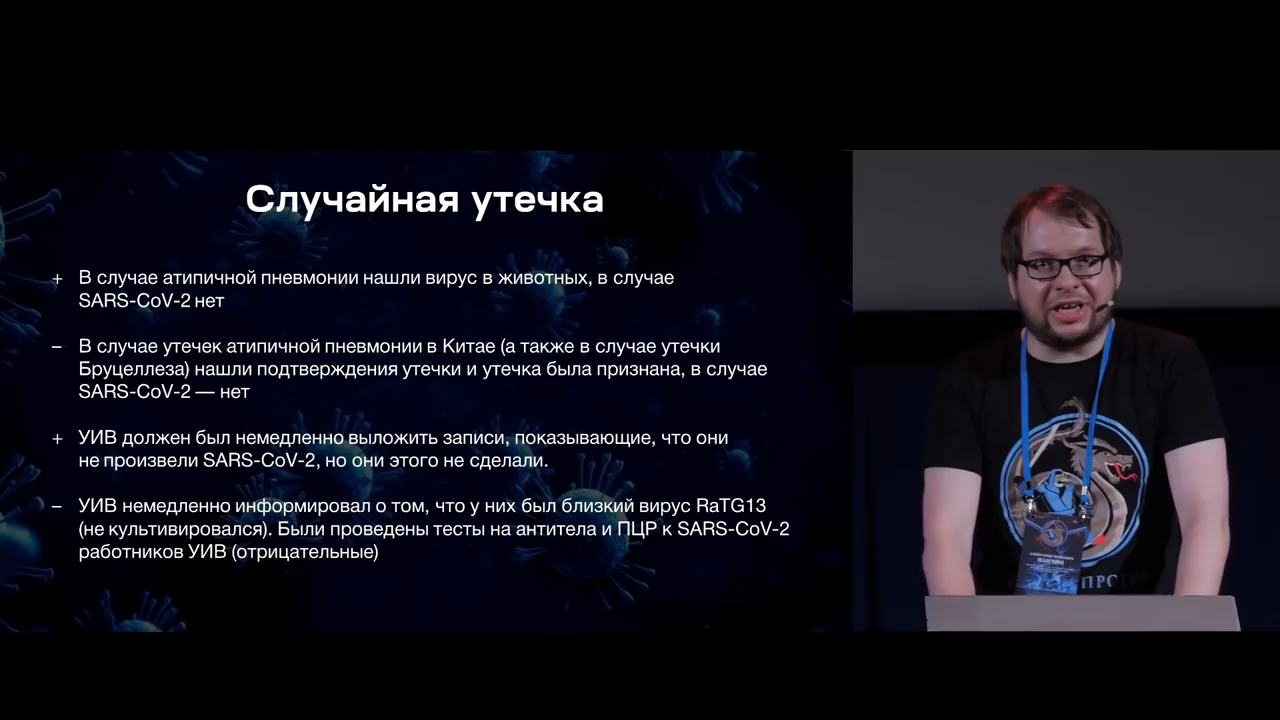 Случайная утечка
+ В случае атипичной пневмонии нашли вирус в животных, в случае
SARS-CoV-2 нет
– В случае утечек атипичной пневмонии в Китае (а также в случае утечки
Бруцеллеза) нашли подтверждения утечки и утечка была признана, в случае
SARS-CoV-2 — нет
+ УИВ должен был немедленно выложить записи, показывающие, что они
не произвели SARS-CoV-2, но они этого не сделали.
– УИВ немедленно информировал о том, что у них был близкий вирус RaTG13
(не культивировался). Были проведены тесты на антитела и ПЦР к SARS-CoV-2
работников УИВ (отрицательные)